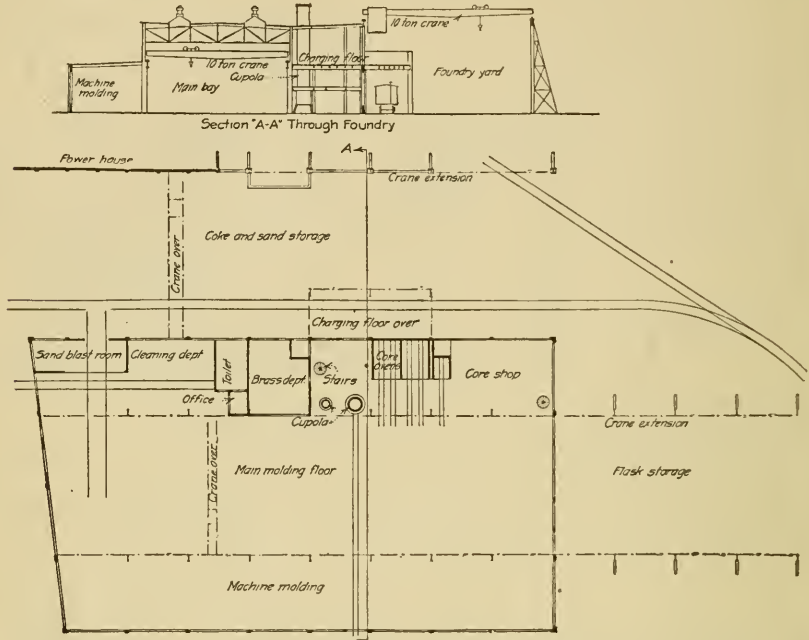 10 ton crane
10 ton crane
Charging floor
Cupola
Machine
molding
Main bay
Foundry yard
Section "A-A" Through Foundry
Power house
A
Crane extension
Crane over
Coke and sand storage
Charging floor over
Sand blast room
Cleaning dept
Toilet
Brass dept.
Stairs
Core
ovens
Core shop
Office
Cupola
Crane extension
Crane over
Main molding floor
Flask storage
Machine molding